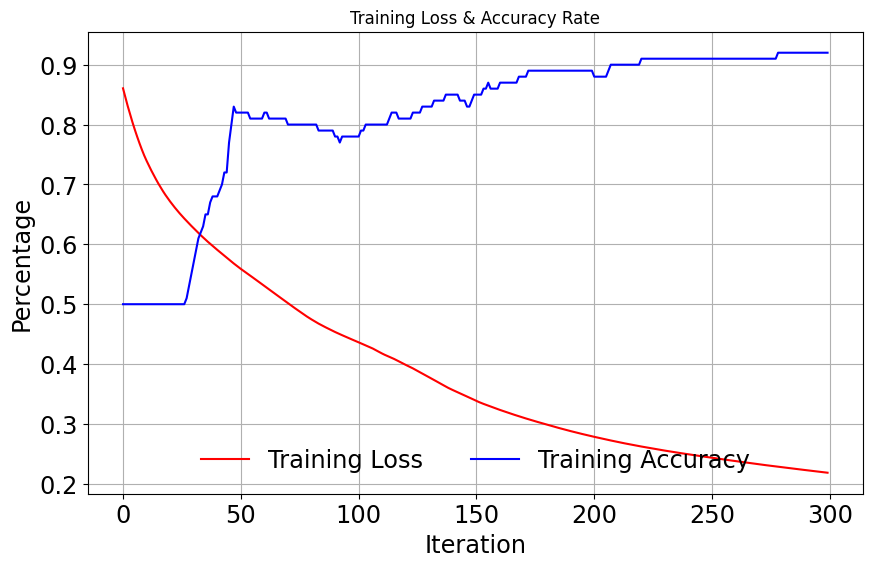 Training Loss & Accuracy Rate
Percentage
0.9
0.8
0.7
0.6
0.5
0.4
0.3
0.2
Training Loss Training Accuracy
0 50 100 150 200 250 300
Iteration